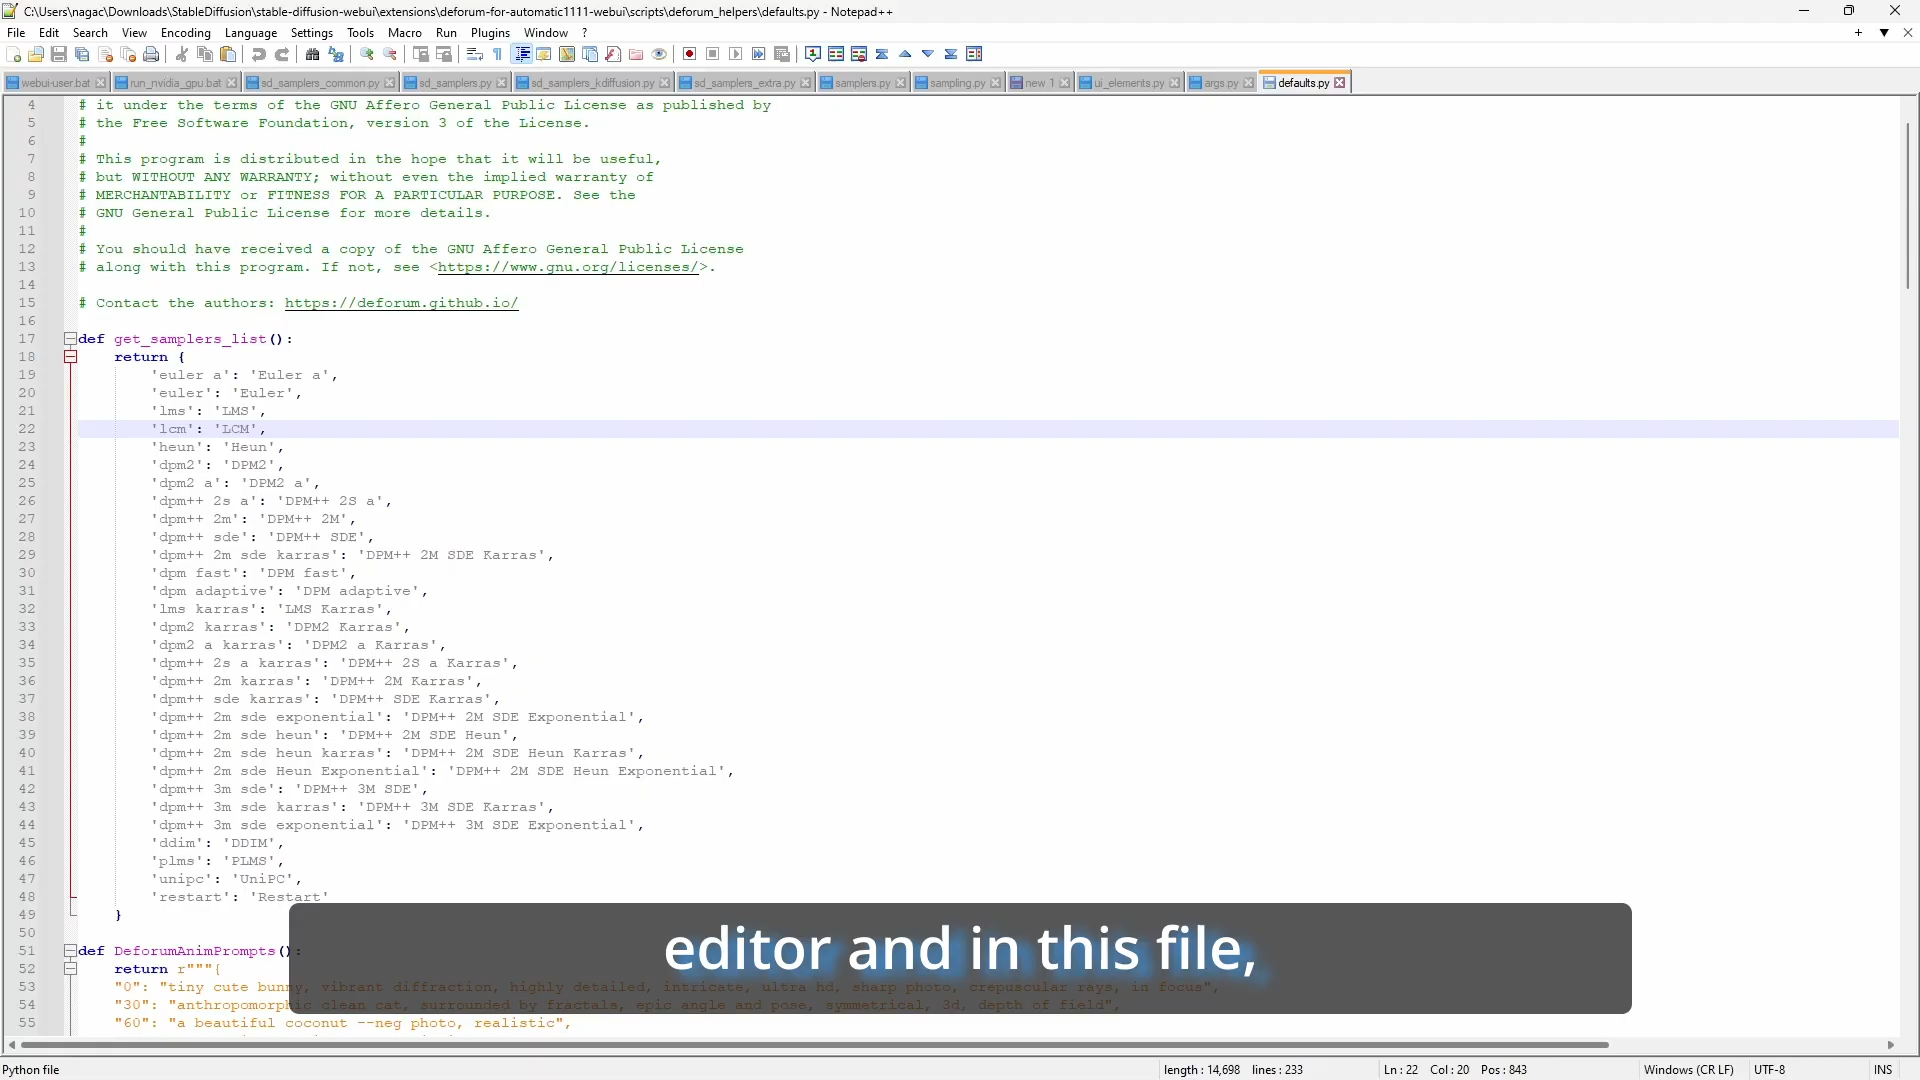 C:\Users\nagac\Downloads\StableDiffusion\stable-diffusion-webui\extensions\deforum-for-automatic1111-webui\scripts\deforum_helpers\defaults.py - Notepad++
File Edit Search View Encoding Language Settings Tools Macro Run Plugins Window ?
webui-user.bat run_nvidia_gpu.bat sd_samplers_common.py sd_samplers.py sd_samplers_kdiffusion.py sd_samplers_extra.py samplers.py sampling.py new 1 ui_elements.py args.py defaults.py
4 # it under the terms of the GNU Affero General Public License as published by
5 # the Free Software Foundation, version 3 of the License.
6 #
7 # This program is distributed in the hope that it will be useful,
8 # but WITHOUT ANY WARRANTY; without even the implied warranty of
9 # MERCHANTABILITY or FITNESS FOR A PARTICULAR PURPOSE. See the
10 # GNU General Public License for more details.
11 #
12 # You should have received a copy of the GNU Affero General Public License
13 # along with this program. If not, see <https://www.gnu.org/licenses/>.
14
15 # Contact the authors: https://deforum.github.io/
16
17 def get_samplers_list():
18 return {
19 'euler a': 'Euler a',
20 'euler': 'Euler',
21 'lms': 'LMS',
22 'lcm': 'LCM',
23 'heun': 'Heun',
24 'dpm2': 'DPM2',
25 'dpm2 a': 'DPM2 a',
26 'dpm++ 2s a': 'DPM++ 2S a',
27 'dpm++ 2m': 'DPM++ 2M',
28 'dpm++ sde': 'DPM++ SDE',
29 'dpm++ 2m sde karras': 'DPM++ 2M SDE Karras',
30 'dpm fast': 'DPM fast',
31 'dpm adaptive': 'DPM adaptive',
32 'lms karras': 'LMS Karras',
33 'dpm2 karras': 'DPM2 Karras',
34 'dpm2 a karras': 'DPM2 a Karras',
35 'dpm++ 2s a karras': 'DPM++ 2S a Karras',
36 'dpm++ 2m karras': 'DPM++ 2M Karras',
37 'dpm++ sde karras': 'DPM++ SDE Karras',
38 'dpm++ 2m sde exponential': 'DPM++ 2M SDE Exponential',
39 'dpm++ 2m sde heun': 'DPM++ 2M SDE Heun',
40 'dpm++ 2m sde heun karras': 'DPM++ 2M SDE Heun Karras',
41 'dpm++ 2m sde Heun Exponential': 'DPM++ 2M SDE Heun Exponential',
42 'dpm++ 3m sde': 'DPM++ 3M SDE',
43 'dpm++ 3m sde karras': 'DPM++ 3M SDE Karras',
44 'dpm++ 3m sde exponential': 'DPM++ 3M SDE Exponential',
45 'ddim': 'DDIM',
46 'plms': 'PLMS',
47 'unipc': 'UniPC',
48 'restart': 'Restart'
49 }
50
51 def DeforumAnimPrompts():
52 return r"""{
53 "0": "tiny cute bunny, vibrant diffraction, highly detailed, intricate, ultra hd, sharp photo, crepuscular rays, in focus",
54 "30": "anthropomorphic clean cat, surrounded by fractals, epic angle and pose, symmetrical, 3d, depth of field",
55 "60": "a beautiful coconut --neg photo, realistic",
editor and in this file,
Python file length : 14,698 lines : 233 Ln : 22 Col : 20 Pos : 843 Windows (CR LF) UTF-8 INS